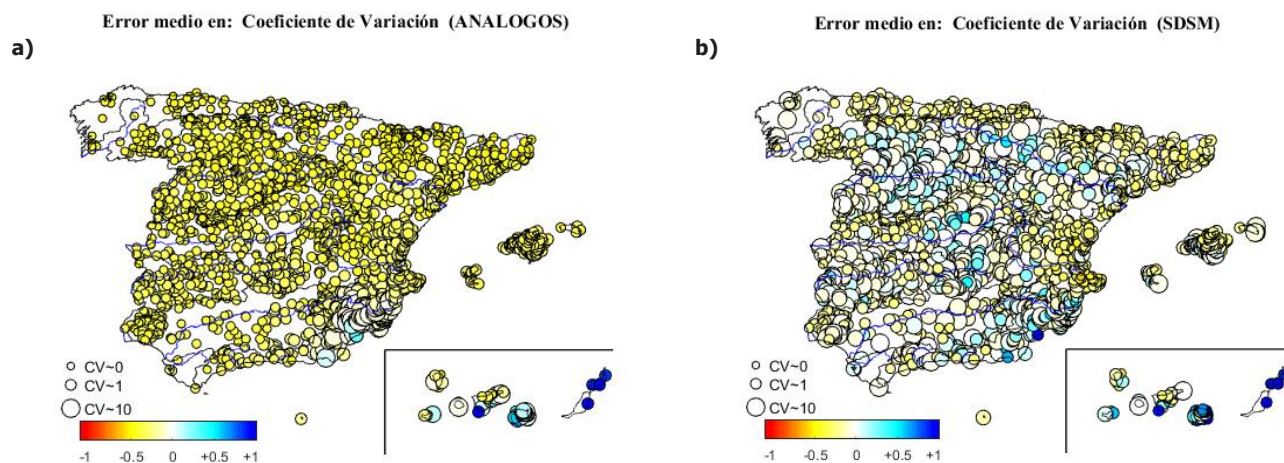 Error medio en: Coeficiente de Variación (ANALOGOS)
a)
CV~0
CV~1
CV~10
-1 -0.5 0 +0.5 +1
Error medio en: Coeficiente de Variación (SDSM)
b)
CV~0
CV~1
CV~10
-1 -0.5 0 +0.5 +1